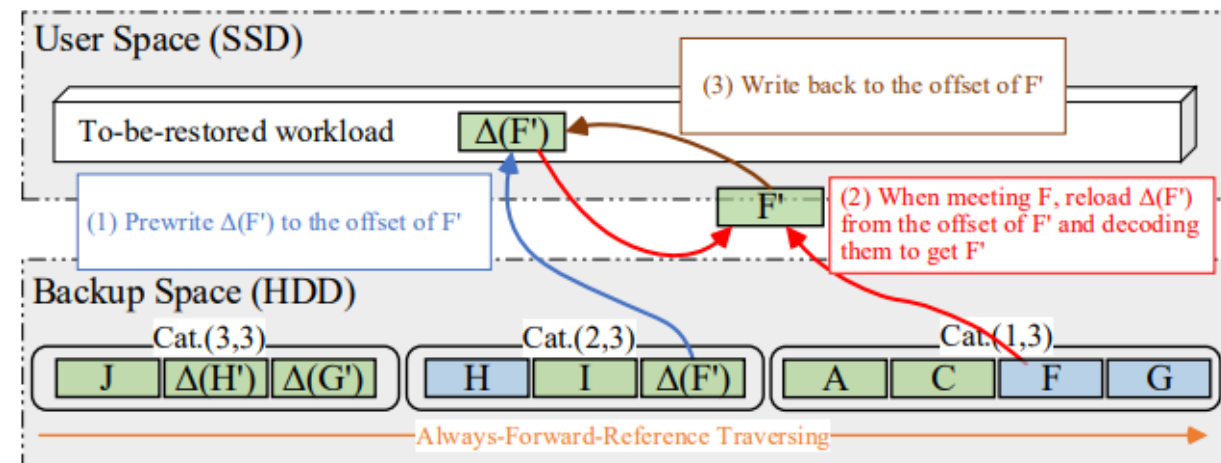 User Space (SSD)
(3) Write back to the offset of F'
To-be-restored workload
Δ(F')
(1) Prewrite Δ(F') to the offset of F'
F'
(2) When meeting F, reload Δ(F')
from the offset of F' and decoding
them to get F'
Backup Space (HDD)
Cat.(3,3)
Cat.(2,3)
Cat.(1,3)
J Δ(H') Δ(G') H I Δ(F') A C F G
Always-Forward-Reference Traversing